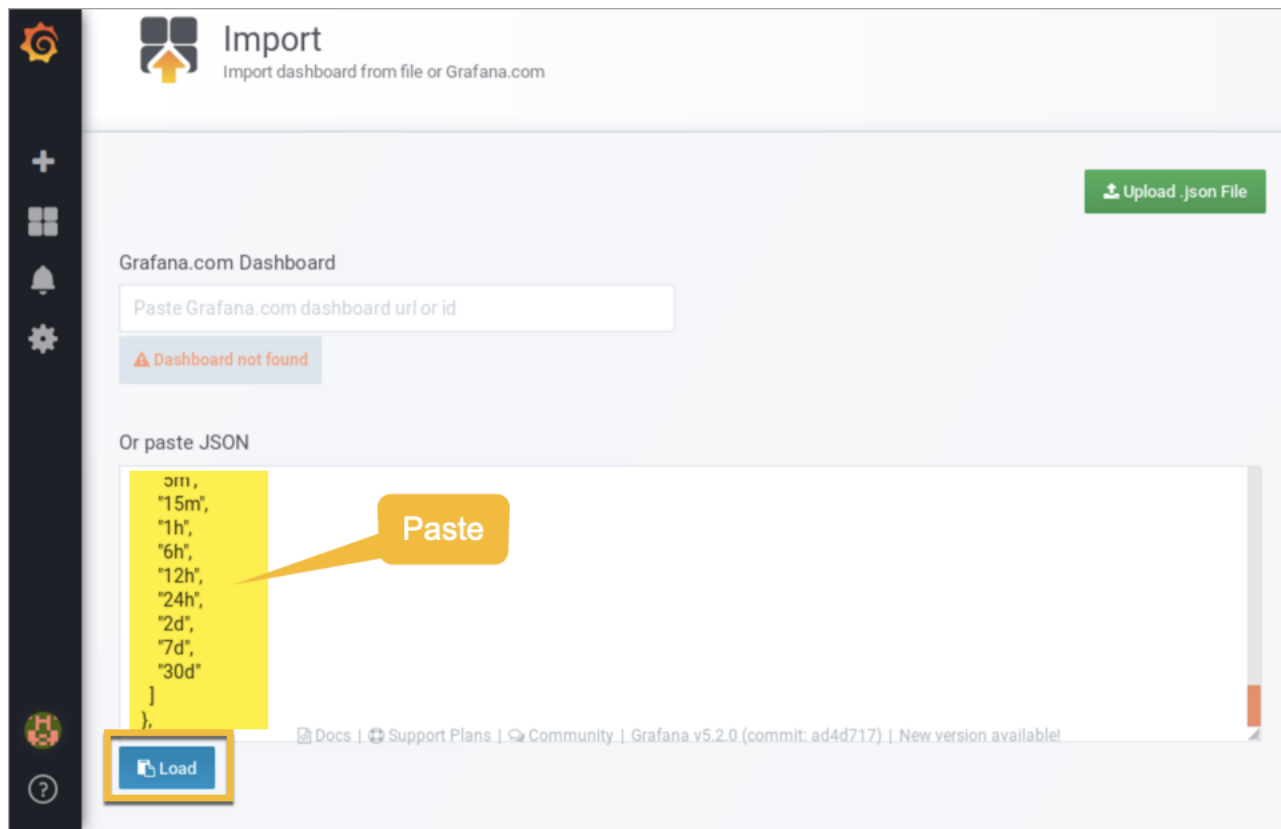 Import
Import dashboard from file or Grafana.com
Upload .json File
Grafana.com Dashboard
Paste Grafana.com dashboard url or id
Dashboard not found
Or paste JSON
5m",
"15m",
"1h",
"6h",
"12h",
"24h",
"2d",
"7d",
"30d"
]
},
Paste
Docs | Support Plans | Community | Grafana v5.2.0 (commit: ad4d717) | New version available!
Load
?